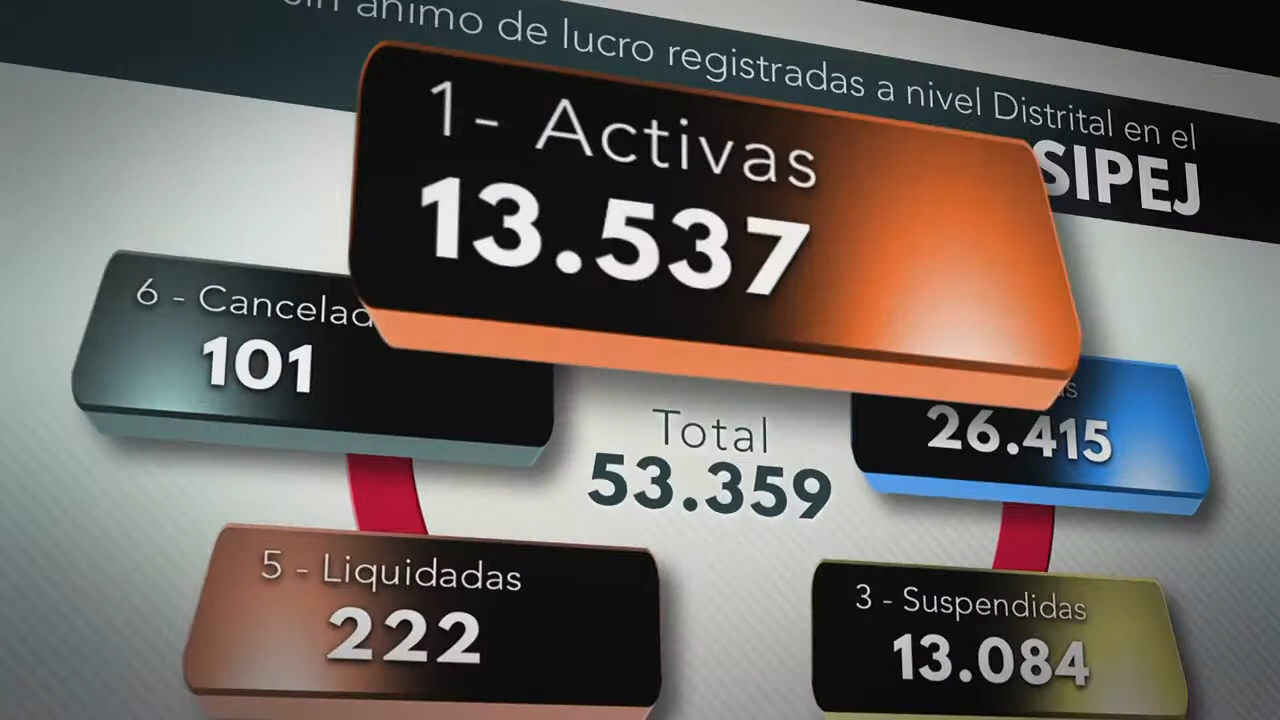 sin ánimo de lucro registradas a nivel Distrital en el
SIPEJ
1 - Activas
13.537
6 - Cancelad
101
26.415
Total
53.359
5 - Liquidadas
222
3 - Suspendidas
13.084